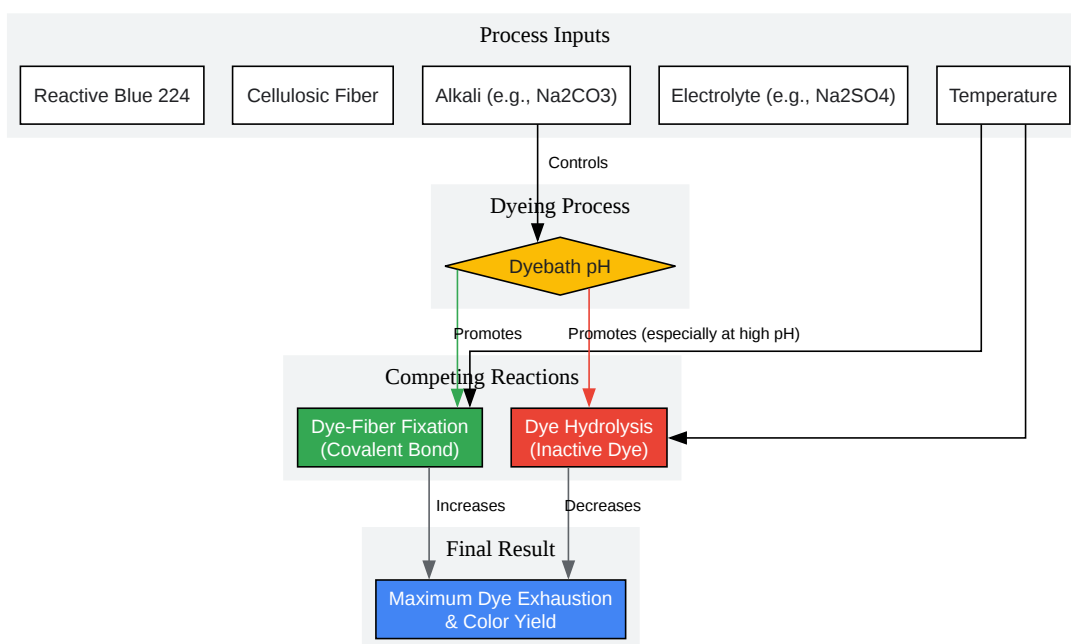 Process Inputs
Reactive Blue 224
Cellulosic Fiber
Alkali (e.g., Na2CO3)
Electrolyte (e.g., Na2SO4)
Temperature
Controls
Dyeing Process
Dyebath pH
Promotes
Promotes (especially at high pH)
Competing Reactions
Dye-Fiber Fixation
(Covalent Bond)
Dye Hydrolysis
(Inactive Dye)
Increases
Decreases
Final Result
Maximum Dye Exhaustion
& Color Yield